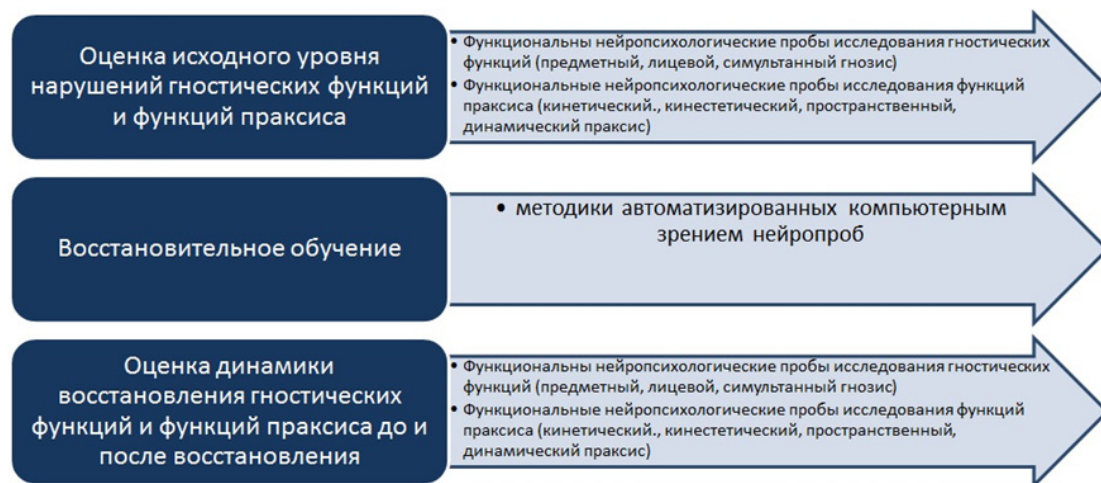 Оценка исходного уровня
нарушений гностических функций
и функций праксиса
• Функциональны нейропсихологические пробы исследования гностических
функций (предметный, лицевой, симультанный гнозис)
• Функциональные нейропсихологические пробы исследования функций
праксиса (кинетический., кинестетический, пространственный,
динамический праксис)
Восстановительное обучение
• методики автоматизированных компьютерным
зрением нейропроб
Оценка динамики
восстановления гностических
функций и функций праксиса до и
после восстановления
• Функциональны нейропсихологические пробы исследования гностических
функций (предметный, лицевой, симультанный гнозис)
• Функциональные нейропсихологические пробы исследования функций
праксиса (кинетический., кинестетический, пространственный,
динамический праксис)